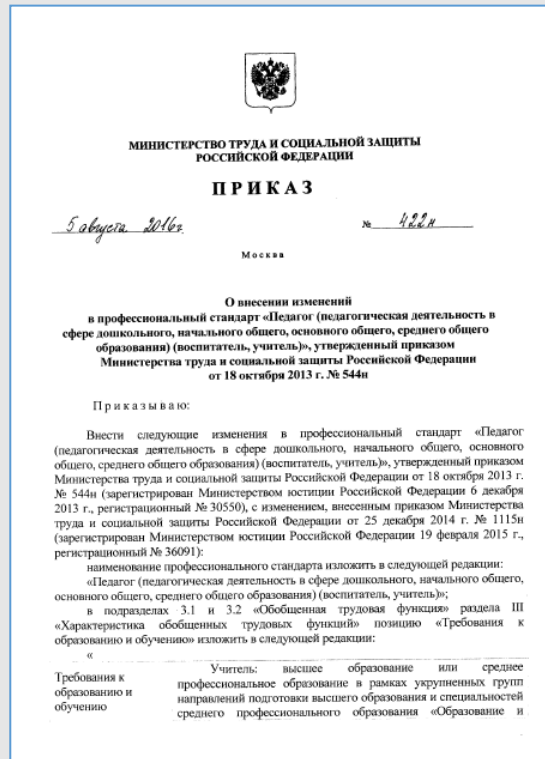 МИНИСТЕРСТВО ТРУДА И СОЦИАЛЬНОЙ ЗАЩИТЫ
РОССИЙСКОЙ ФЕДЕРАЦИИ
ПРИКАЗ
5 августа 2016г. № 422н
Москва
О внесении изменений
в профессиональный стандарт «Педагог (педагогическая деятельность в
сфере дошкольного, начального общего, основного общего, среднего общего
образования) (воспитатель, учитель)», утвержденный приказом
Министерства труда и социальной защиты Российской Федерации
от 18 октября 2013 г. № 544н
Приказываю:
Внести следующие изменения в профессиональный стандарт «Педагог
(педагогическая деятельность в сфере дошкольного, начального общего, основного
общего, среднего общего образования) (воспитатель, учитель)», утвержденный приказом
Министерства труда и социальной защиты Российской Федерации от 18 октября 2013 г.
№ 544н (зарегистрирован Министерством юстиции Российской Федерации 6 декабря
2013 г., регистрационный № 30550), с изменением, внесенным приказом Министерства
труда и социальной защиты Российской Федерации от 25 декабря 2014 г. № 1115н
(зарегистрирован Министерством юстиции Российской Федерации 19 февраля 2015 г.,
регистрационный № 36091):
наименование профессионального стандарта изложить в следующей редакции:
«Педагог (педагогическая деятельность в сфере дошкольного, начального общего,
основного общего, среднего общего образования) (воспитатель, учитель)»;
в подразделах 3.1 и 3.2 «Обобщенная трудовая функция» раздела III
«Характеристика обобщенных трудовых функций» позицию «Требования к
образованию и обучению» изложить в следующей редакции:
«
Требования к
образованию и
обучению
Учитель: высшее образование или среднее
профессиональное образование в рамках укрупненных групп
направлений подготовки высшего образования и специальностей
среднего профессионального образования «Образование и